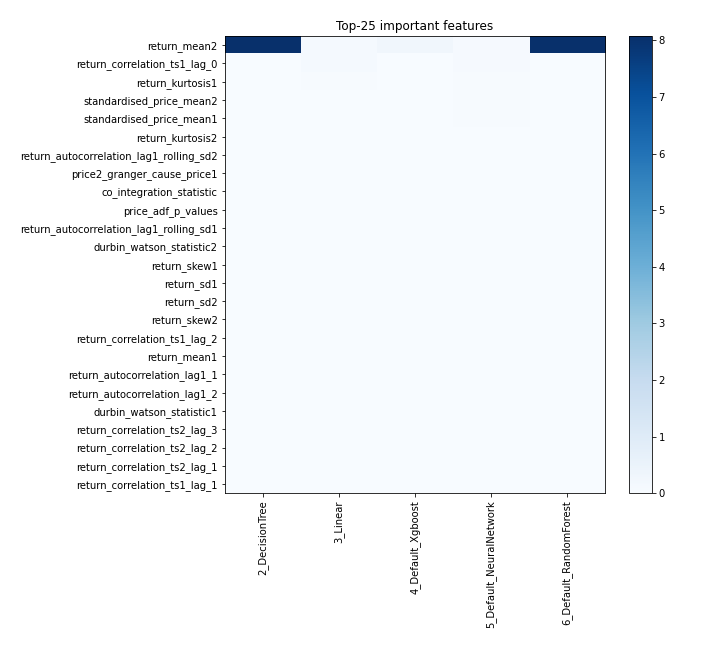 Top-25 important features
return_mean2
return_correlation_ts1_lag_0
return_kurtosis1
standardised_price_mean2
standardised_price_mean1
return_kurtosis2
return_autocorrelation_lag1_rolling_sd2
price2_granger_cause_price1
co_integration_statistic
price_adf_p_values
return_autocorrelation_lag1_rolling_sd1
durbin_watson_statistic2
return_skew1
return_sd1
return_sd2
return_skew2
return_correlation_ts1_lag_2
return_mean1
return_autocorrelation_lag1_1
return_autocorrelation_lag1_2
durbin_watson_statistic1
return_correlation_ts2_lag_3
return_correlation_ts2_lag_2
return_correlation_ts2_lag_1
return_correlation_ts1_lag_1
2_DecisionTree
3_Linear
4_Default_Xgboost
5_Default_NeuralNetwork
6_Default_RandomForest
8
7
6
5
4
3
2
1
0